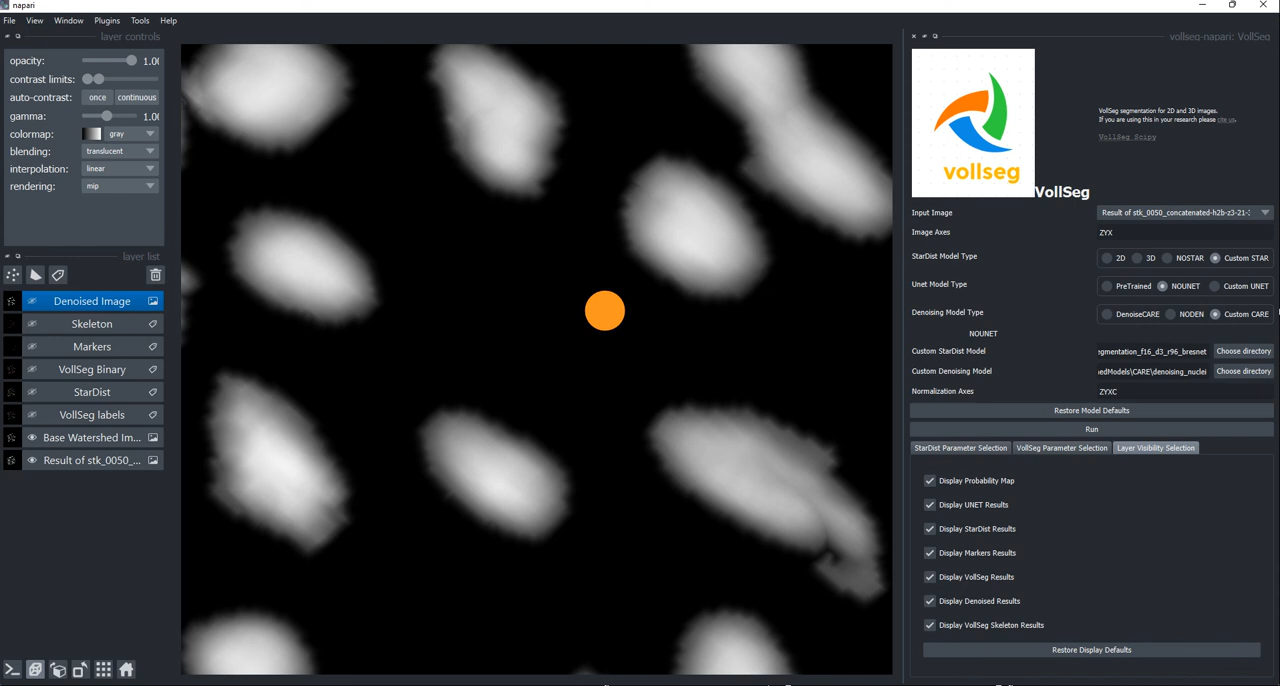 napari
File View Window Plugins Tools Help
layer controls
opacity: 1.0(
contrast limits:
auto-contrast: once continuous
gamma: 1.0(
colormap: gray
blending: translucent
interpolation: linear
rendering: mip
layer list
Denoised Image
Skeleton
Markers
VollSeg Binary
StarDist
VollSeg labels
Base Watershed Im...
Result of stk_0050_...
vollseg-napari: VollSeg
vollseg
VollSeg
VollSeg segmentation for 2D and 3D images.
If you are using this in your research please cite us.
VollSeg Scipy
Input Image Result of stk_0050_concatenated-h2b-z3-21-:
Image Axes ZYX
StarDist Model Type 2D 3D NOSTAR Custom STAR
Unet Model Type PreTrained NOUNET Custom UNET
Denoising Model Type DenoiseCARE NODEN Custom CARE
NOUNET
Custom StarDist Model egmentation_f16_d3_r96_bresnet Choose directory
Custom Denoising Model edModels\CARE\denoising_nuclei Choose directory
Normalization Axes ZYXC
Restore Model Defaults
Run
StarDist Parameter Selection VollSeg Parameter Selection Layer Visibility Selection
Display Probability Map
Display UNET Results
Display StarDist Results
Display Markers Results
Display VollSeg Results
Display Denoised Results
Display VollSeg Skeleton Results
Restore Display Defaults